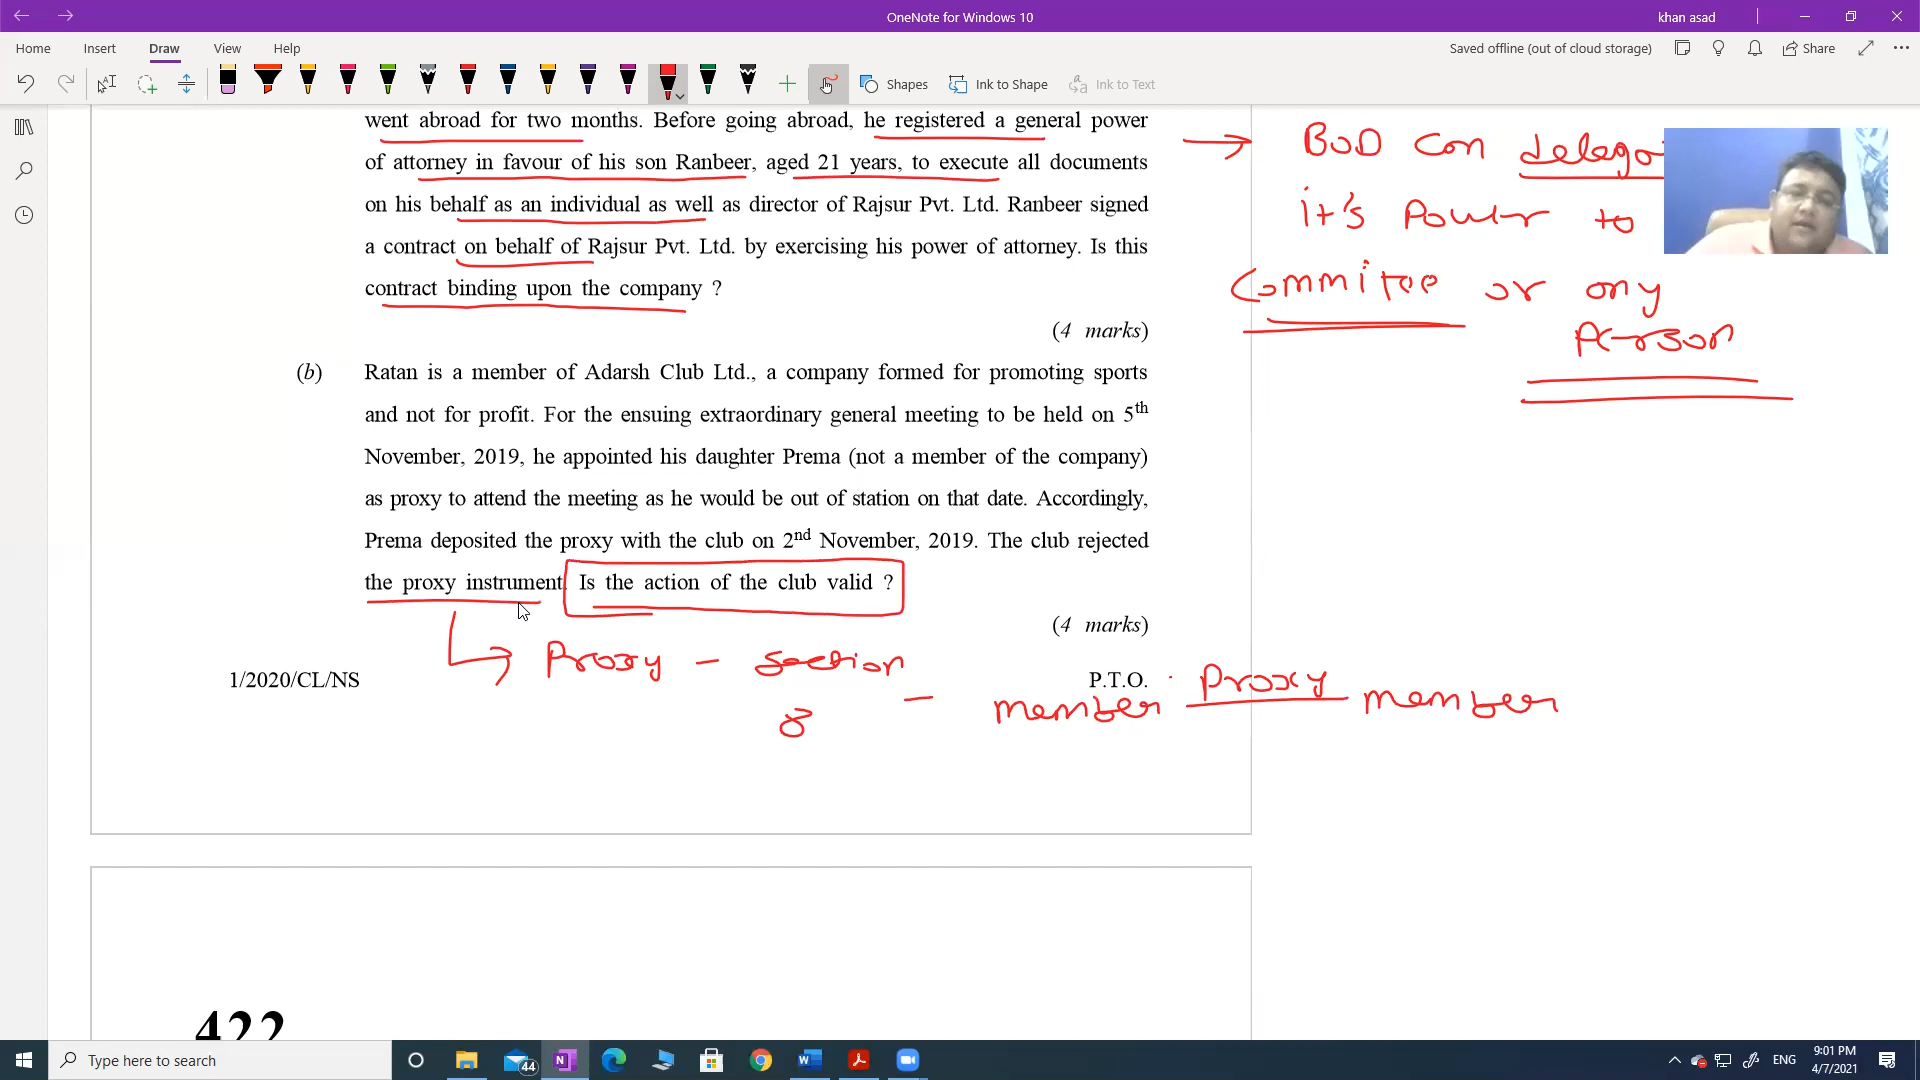 OneNote for Windows 10
khan asad
Home Insert Draw View Help
Saved offline (out of cloud storage)
Share
Shapes
Ink to Shape
Ink to Text
went abroad for two months. Before going abroad, he registered a general power
of attorney in favour of his son Ranbeer, aged 21 years, to execute all documents
on his behalf as an individual as well as director of Rajsur Pvt. Ltd. Ranbeer signed
a contract on behalf of Rajsur Pvt. Ltd. by exercising his power of attorney. Is this
contract binding upon the company ?
(4 marks)
BOD can delega
it's Power to
Commitee or any
Person
(b) Ratan is a member of Adarsh Club Ltd., a company formed for promoting sports
and not for profit. For the ensuing extraordinary general meeting to be held on 5th
November, 2019, he appointed his daughter Prema (not a member of the company)
as proxy to attend the meeting as he would be out of station on that date. Accordingly,
Prema deposited the proxy with the club on 2nd November, 2019. The club rejected
the proxy instrument. Is the action of the club valid ?
(4 marks)
Proxy - section
8 - member Proxy member
1/2020/CL/NS
P.T.O.
422
Type here to search
44
ENG
9:01 PM
4/7/2021